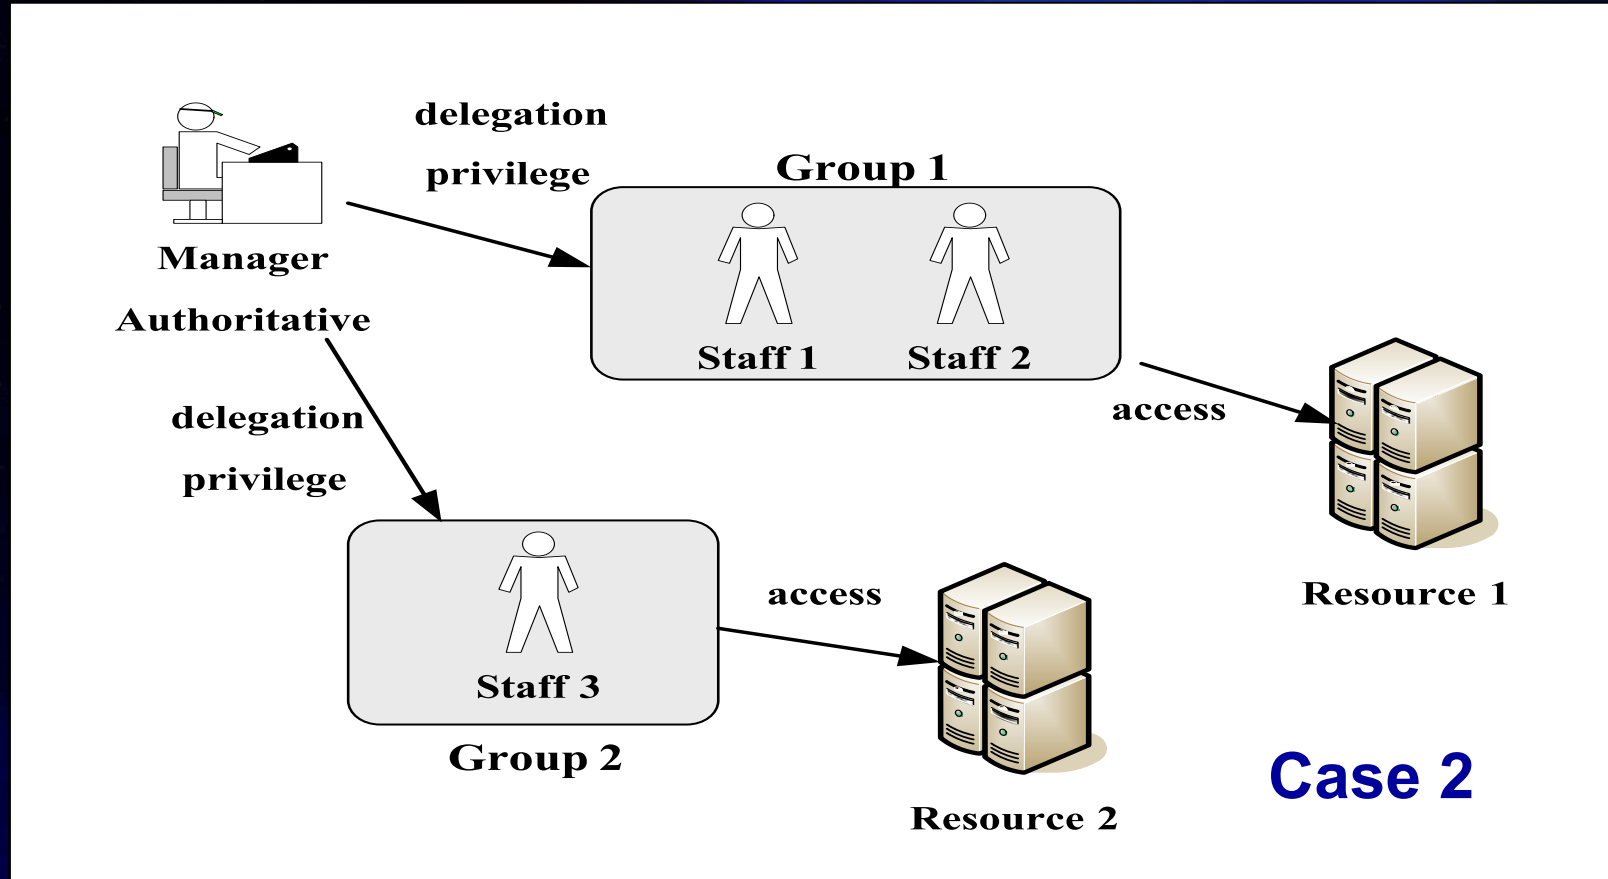 delegation
privilege
Group 1
Manager
Authoritative
Staff 1
Staff 2
access
Resource 1
delegation
privilege
Staff 3
Group 2
access
Resource 2
Case 2